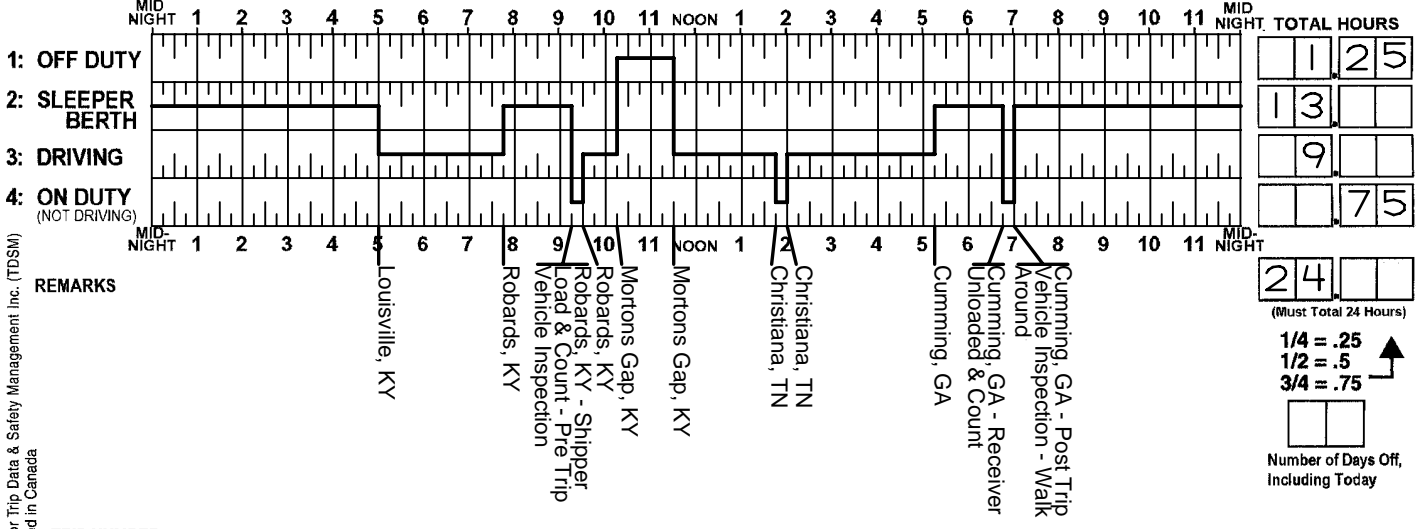 MID NIGHT 1 2 3 4 5 6 7 8 9 10 11 NOON 1 2 3 4 5 6 7 8 9 10 11 MID NIGHT TOTAL HOURS
1: OFF DUTY 1.25
2: SLEEPER BERTH 13.
3: DRIVING 9.
4: ON DUTY .75
(NOT DRIVING)
MID-NIGHT 1 2 3 4 5 6 7 8 9 10 11 NOON 1 2 3 4 5 6 7 8 9 10 11 MID-NIGHT
REMARKS
24.
(Must Total 24 Hours)
1/4 = .25
1/2 = .5
3/4 = .75
Number of Days Off,
Including Today
Louisville, KY
Robards, KY
Robards, KY - Shipper
Load & Count - Pre Trip
Vehicle Inspection
Robards, KY
Mortons Gap, KY
Mortons Gap, KY
Christiana, TN
Christiana, TN
Cumming, GA
Cumming, GA - Receiver
Unloaded & Count
Cumming, GA - Post Trip
Vehicle Inspection - Walk
Around
or Trip Data & Safety Management Inc. (TDSM)
ed in Canada